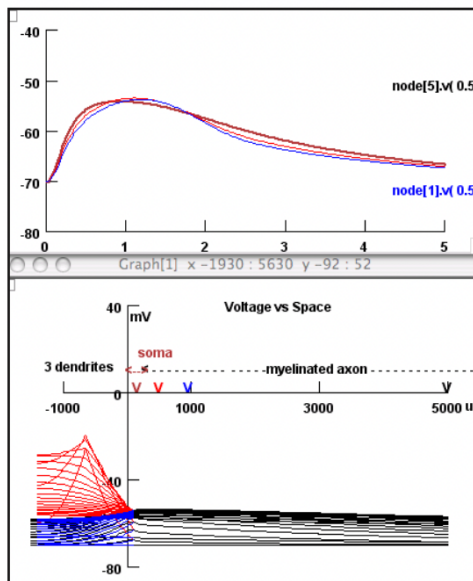 -40
-50
node[5].v( 0.5
-60
-70
node[1].v( 0.5
-80
0 1 2 3 4 5
Graph[1] x -1930 : 5630 y -92 : 52
40
mV
Voltage vs Space
soma
3 dendrites
myelinated axon
0
-1000 1000 3000 5000 u
-40
-80